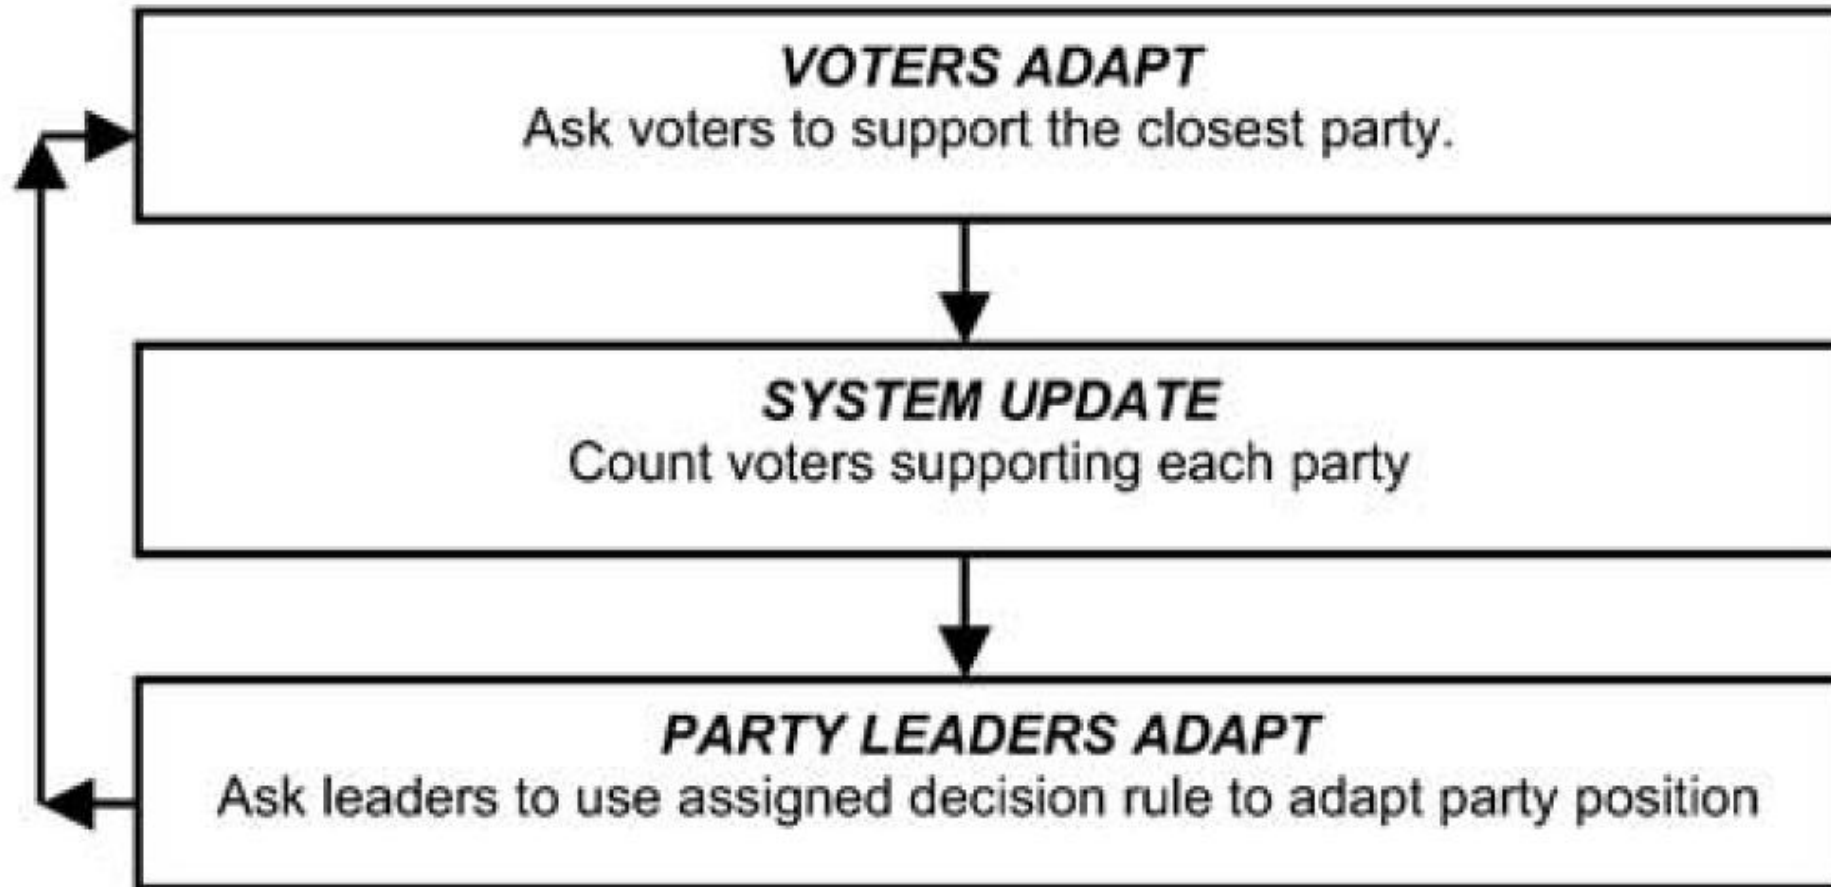 VOTERS ADAPT
Ask voters to support the closest party.
SYSTEM UPDATE
Count voters supporting each party
PARTY LEADERS ADAPT
Ask leaders to use assigned decision rule to adapt party position